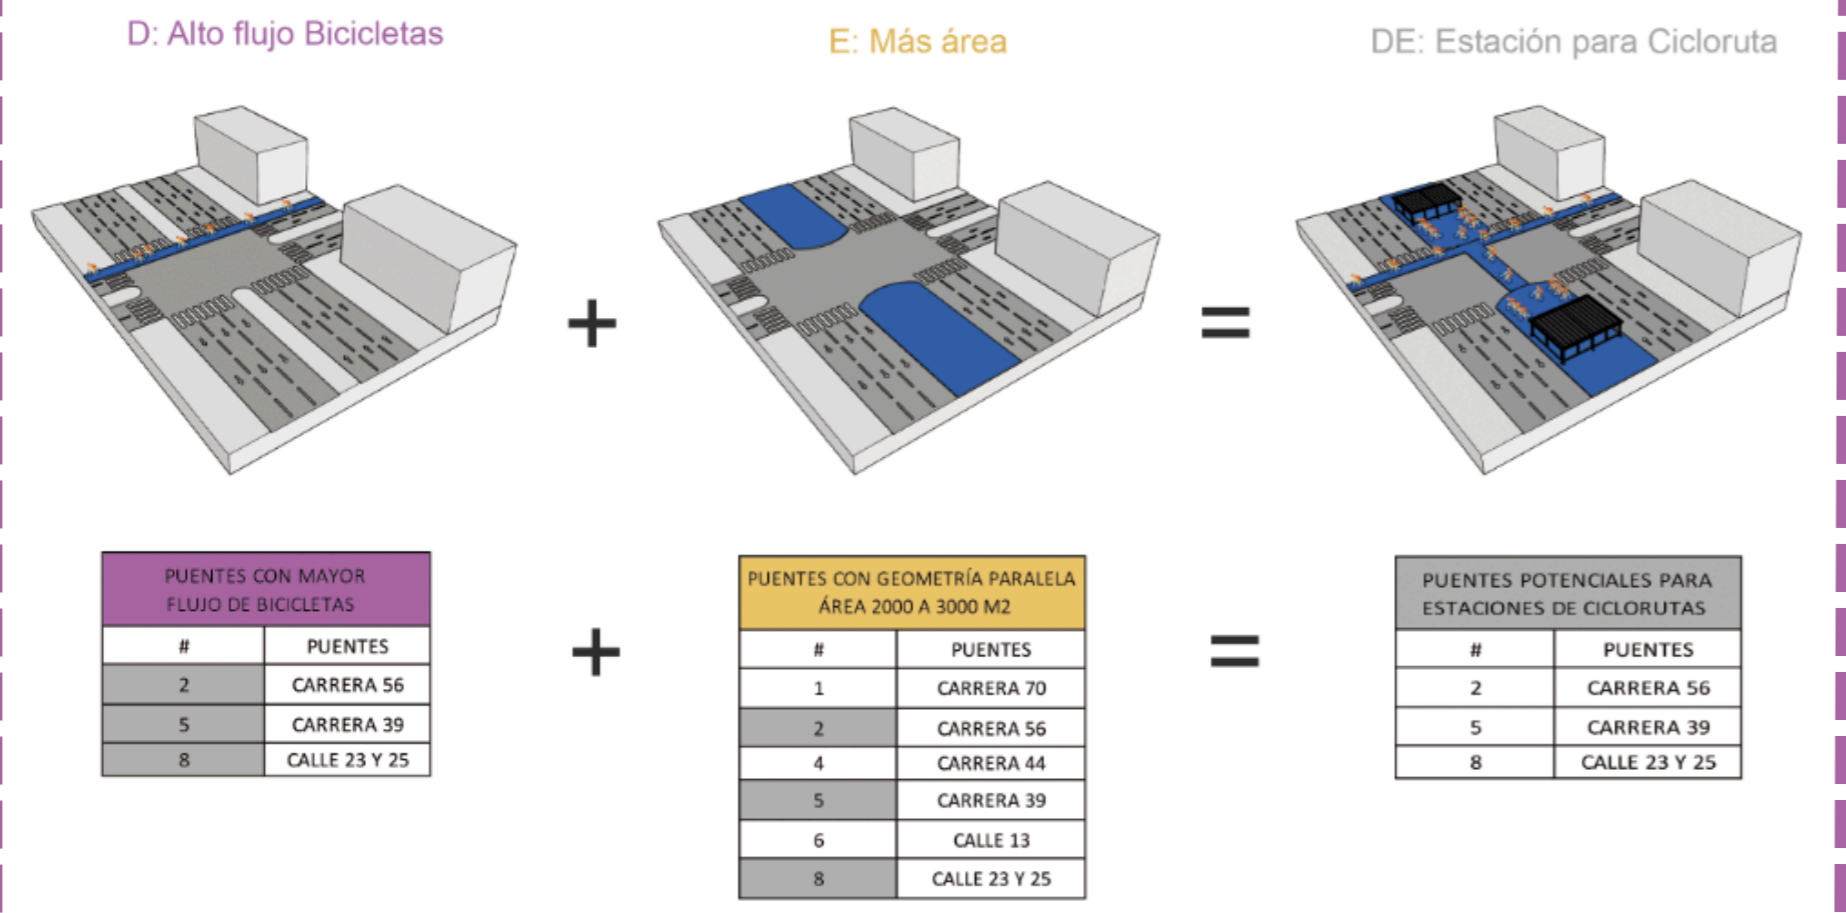 D: Alto flujo Bicicletas
E: Más área
DE: Estación para Cicloruta
+
=
PUENTES CON MAYOR
FLUJO DE BICICLETAS
# PUENTES
2 CARRERA 56
5 CARRERA 39
8 CALLE 23 Y 25
+
PUENTES CON GEOMETRÍA PARALELA
ÁREA 2000 A 3000 M2
# PUENTES
1 CARRERA 70
2 CARRERA 56
4 CARRERA 44
5 CARRERA 39
6 CALLE 13
8 CALLE 23 Y 25
=
PUENTES POTENCIALES PARA
ESTACIONES DE CICLORUTAS
# PUENTES
2 CARRERA 56
5 CARRERA 39
8 CALLE 23 Y 25